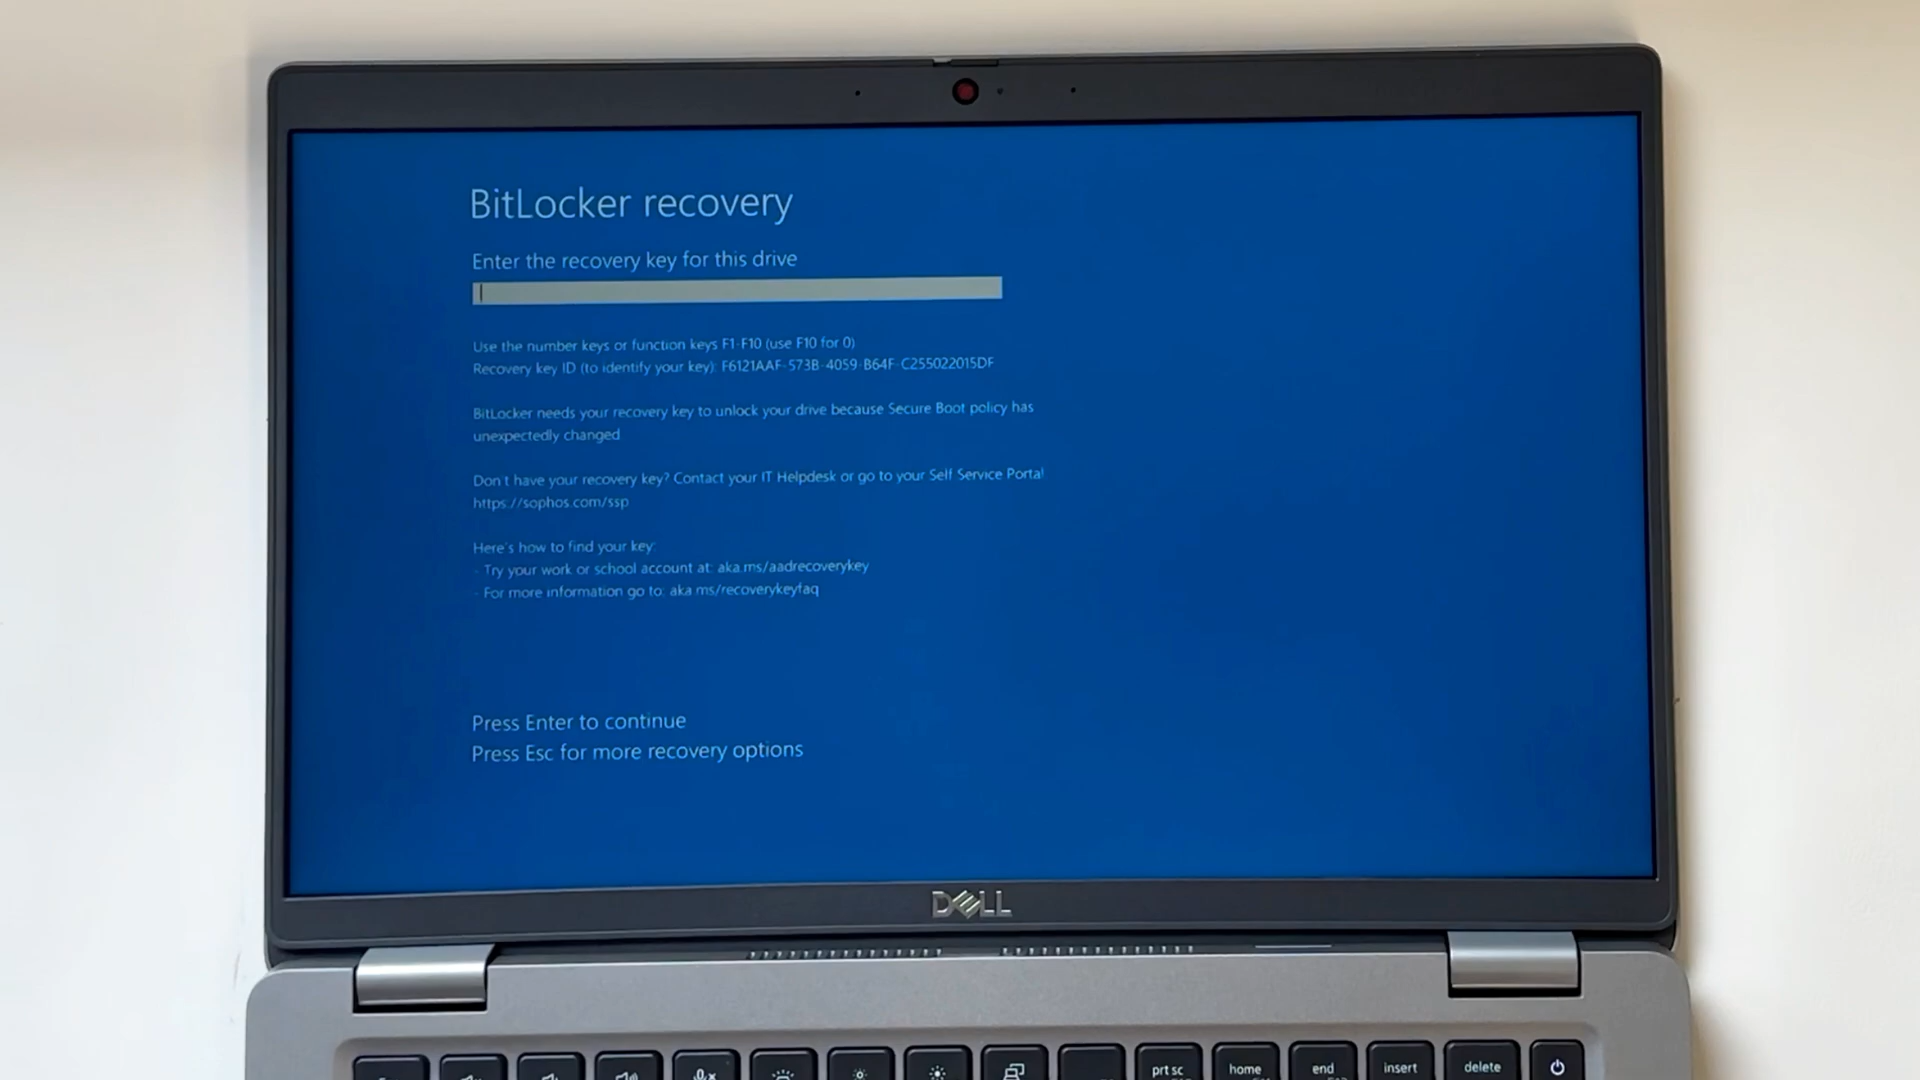 BitLocker recovery
Enter the recovery key for this drive
Use the number keys or function keys F1-F10 (use F10 for 0)
Recovery key ID (to identify your key): F6121AAF-573B-4059-B64F-C255022015DF
BitLocker needs your recovery key to unlock your drive because Secure Boot policy has
unexpectedly changed
Don't have your recovery key? Contact your IT Helpdesk or go to your Self Service Portal
https://sophos.com/ssp
Here's how to find your key:
- Try your work or school account at: aka.ms/aadrecoverykey
- For more information go to: aka.ms/recoverykeyfaq
Press Enter to continue
Press Esc for more recovery options
DELL
prt sc home end insert delete